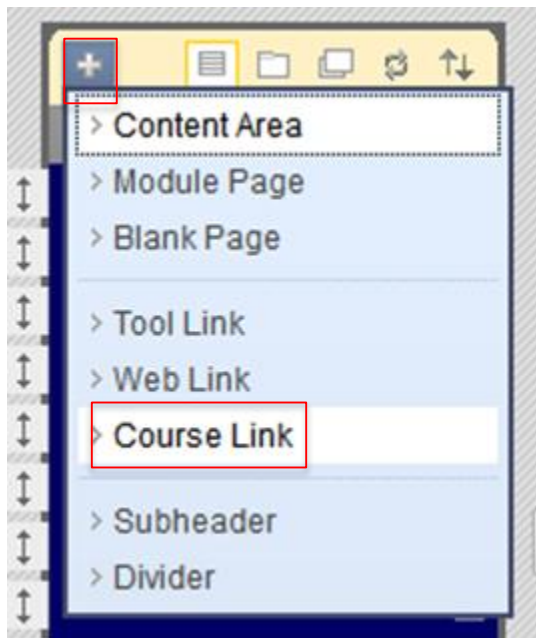 Content Area
Module Page
Blank Page
Tool Link
Web Link
Course Link
Subheader
Divider